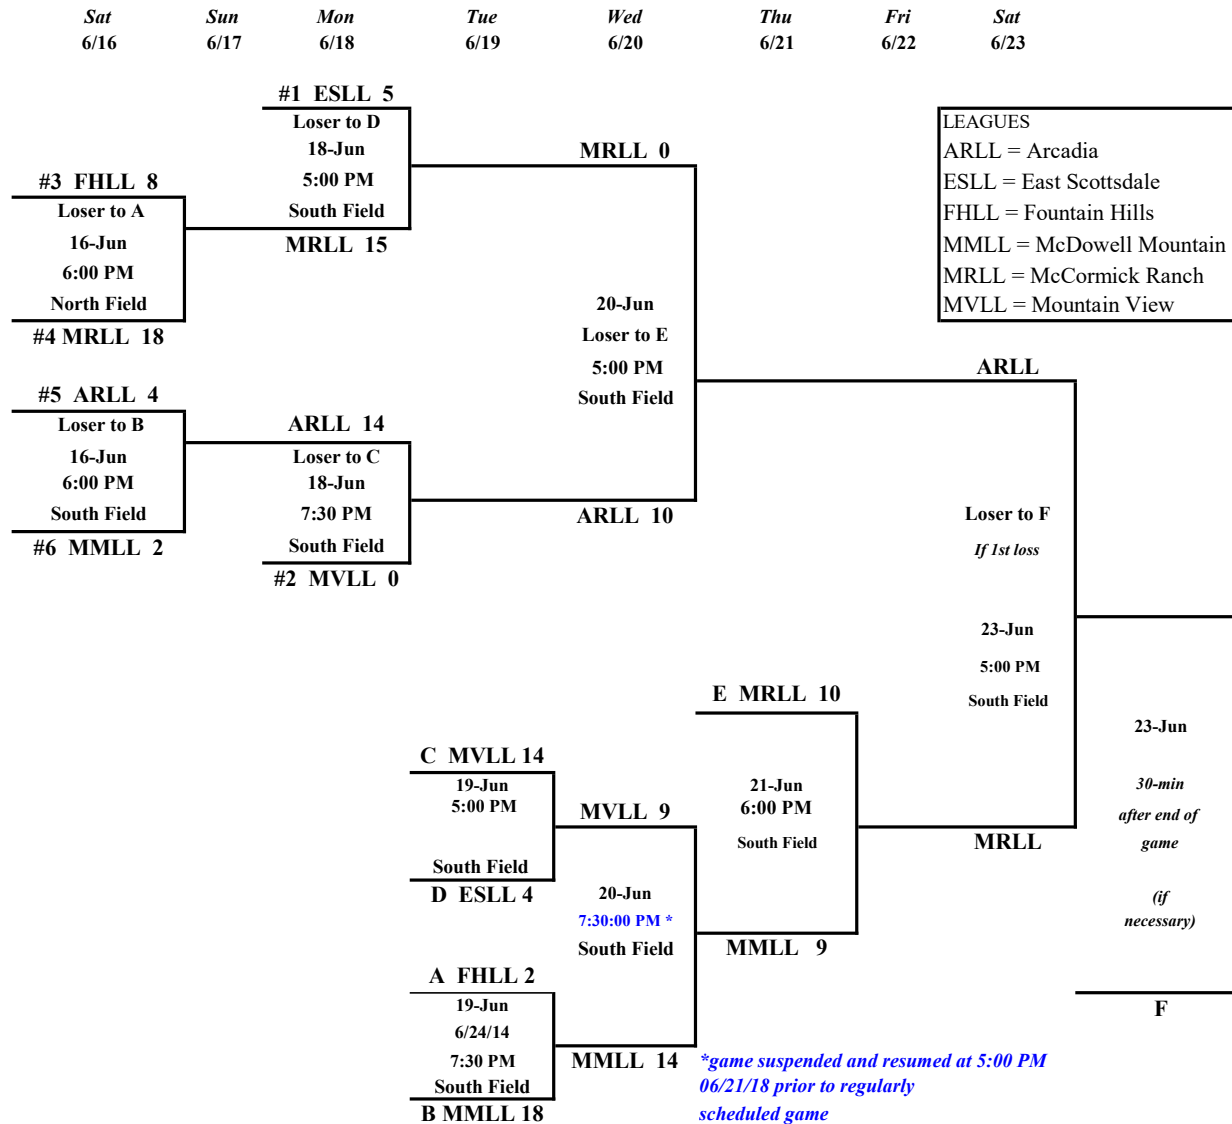 Sat Sun Mon Tue Wed Thu Fri Sat
6/16 6/17 6/18 6/19 6/20 6/21 6/22 6/23
#1 ESLL 5
Loser to D
18-Jun
5:00 PM
South Field
MRLL 15
#3 FHLL 8
Loser to A
16-Jun
6:00 PM
North Field
#4 MRLL 18
#5 ARLL 4
Loser to B
16-Jun
6:00 PM
South Field
#6 MMLL 2
ARLL 14
Loser to C
18-Jun
7:30 PM
South Field
#2 MVLL 0
MRLL 0
20-Jun
Loser to E
5:00 PM
South Field
ARLL 10
LEAGUES
ARLL = Arcadia
ESLL = East Scottsdale
FHLL = Fountain Hills
MMLL = McDowell Mountain
MRLL = McCormick Ranch
MVLL = Mountain View
ARLL
Loser to F
If 1st loss
23-Jun
5:00 PM
South Field
MRLL
C MVLL 14
19-Jun
5:00 PM
South Field
D ESLL 4
A FHLL 2
19-Jun
6/24/14
7:30 PM
South Field
B MMLL 18
MVLL 9
20-Jun
7:30:00 PM *
South Field
MMLL 14
E MRLL 10
21-Jun
6:00 PM
South Field
MMLL 9
23-Jun
30-min
after end of
game
(if
necessary)
F
*game suspended and resumed at 5:00 PM
06/21/18 prior to regularly
scheduled game